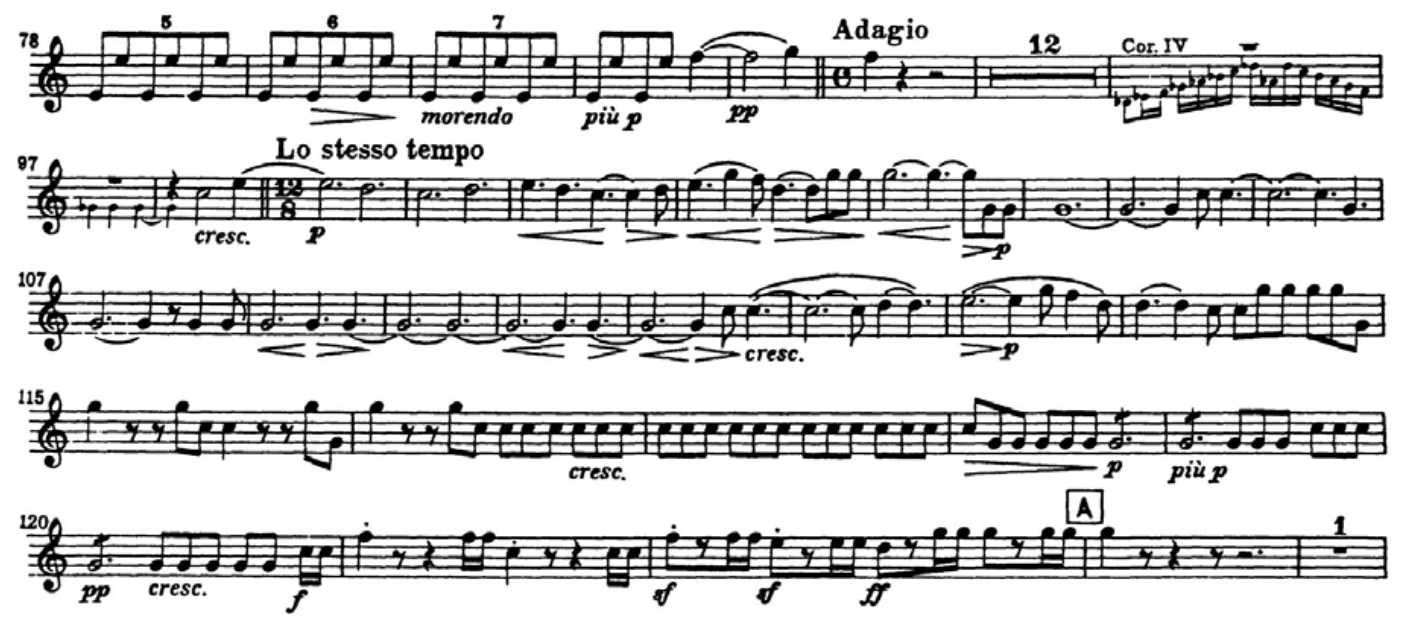 5 6 7 Adagio 12 Cor. IV
78
morendo più p pp
97 Lo stesso tempo
12
8
cresc. p p
107
cresc. p
115
cresc. p più p
120 A 1
pp cresc. f sf sf ff